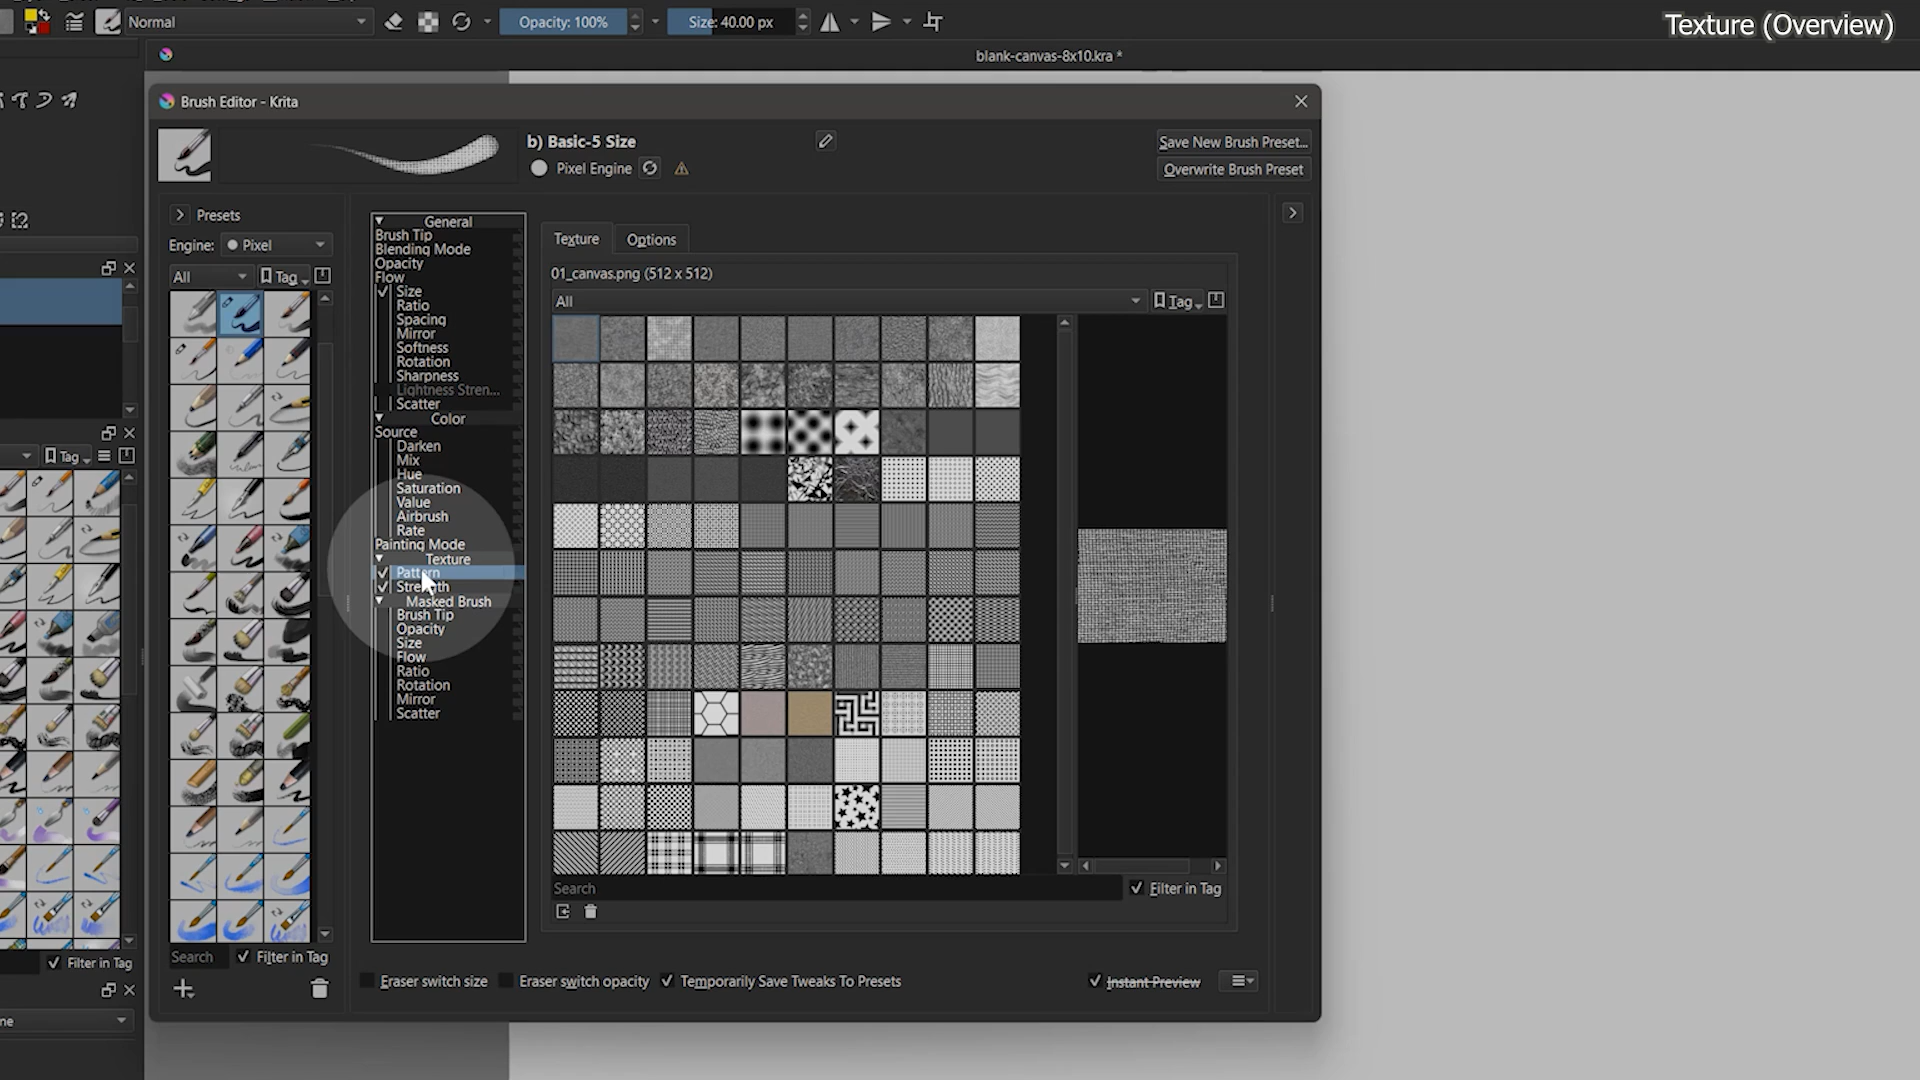 Normal
Opacity: 100%
Size: 40.00 px
Texture (Overview)
blank-canvas-8x10.kra *
Brush Editor - Krita
b) Basic-5 Size
Pixel Engine
Save New Brush Preset...
Overwrite Brush Preset
Presets
Engine:
Pixel
All
Tag
General
Brush Tip
Blending Mode
Opacity
Flow
Size
Ratio
Spacing
Mirror
Softness
Rotation
Sharpness
Lightness Stren...
Scatter
Color
Source
Darken
Mix
Hue
Saturation
Value
Airbrush
Rate
Painting Mode
Texture
Pattern
Strength
Masked Brush
Brush Tip
Opacity
Size
Flow
Ratio
Rotation
Mirror
Scatter
Texture
Options
01_canvas.png (512 x 512)
All
Tag
Search
Filter in Tag
Tag
Filter in Tag
ne
Search
Filter in Tag
Eraser switch size
Eraser switch opacity
Temporarily Save Tweaks To Presets
Instant Preview